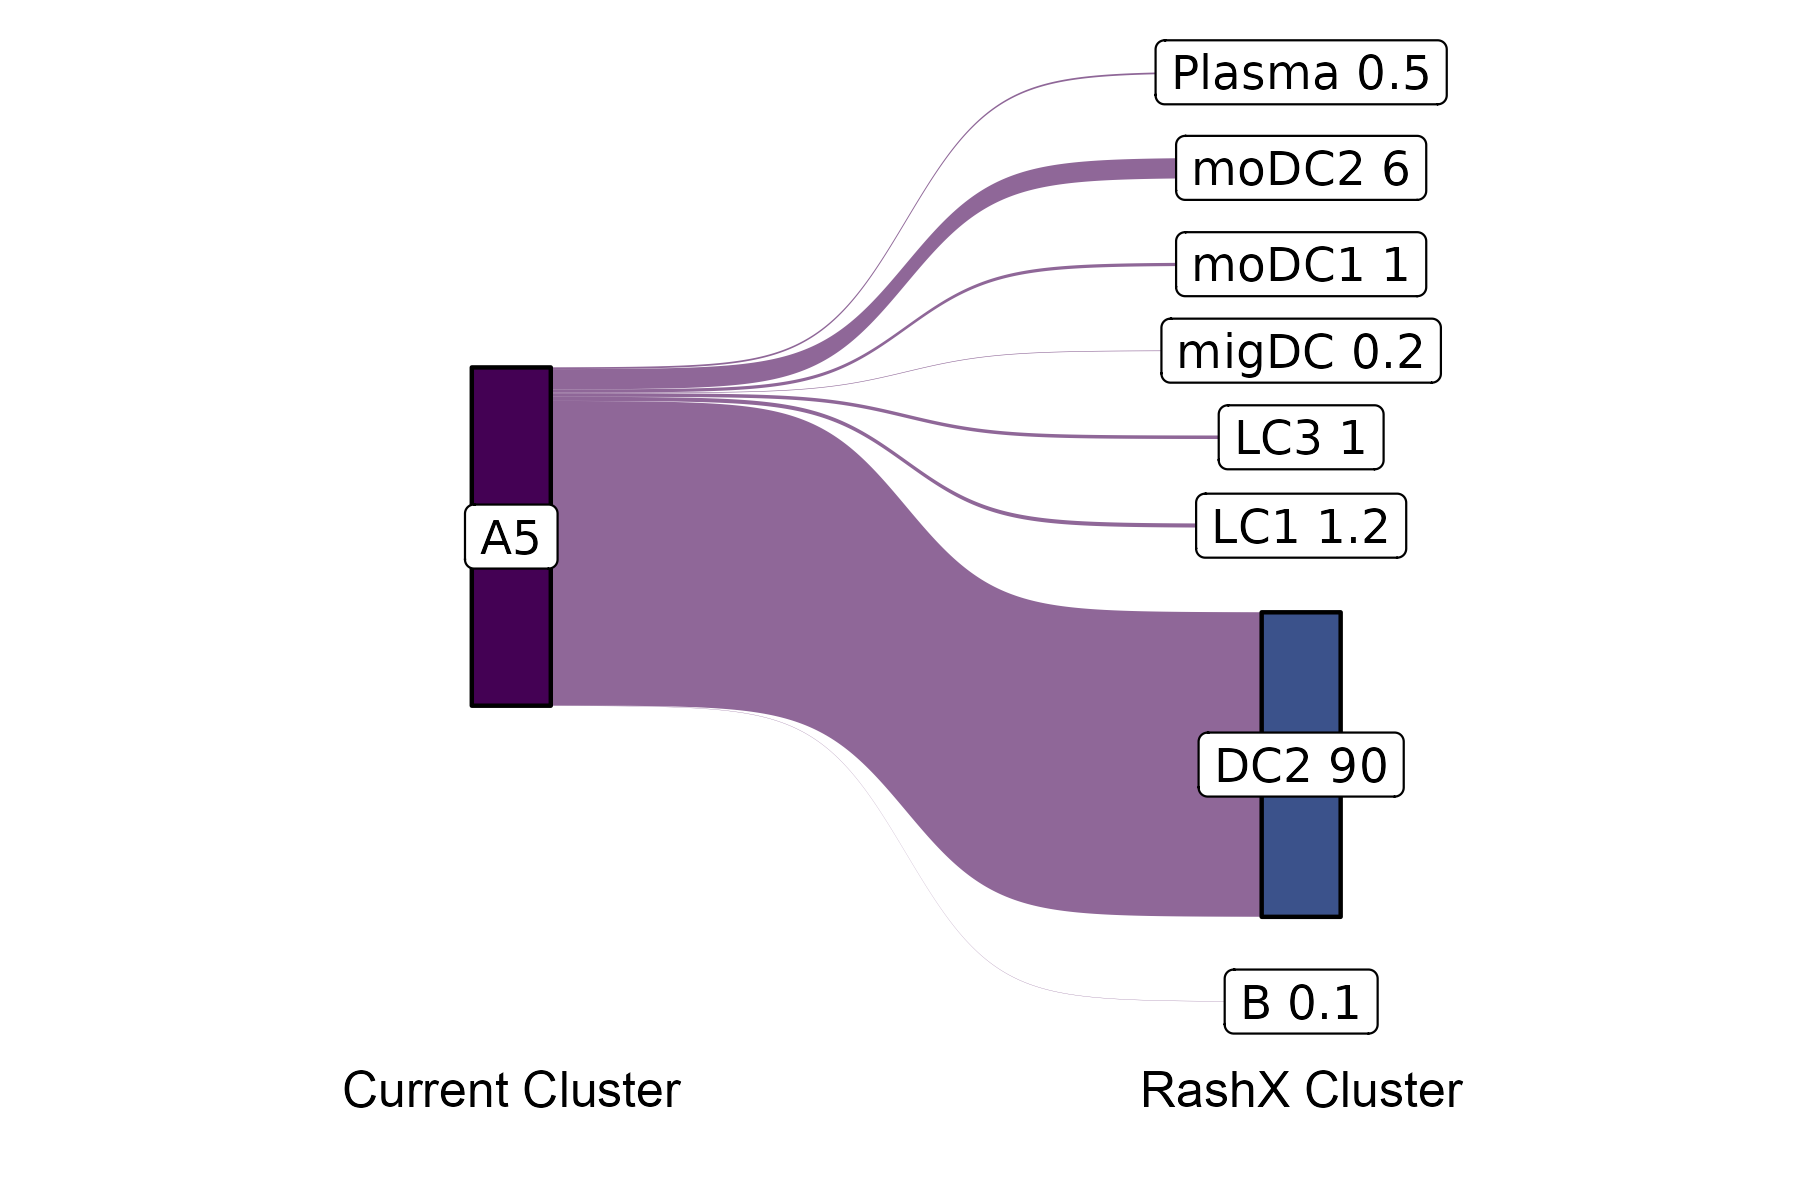 Plasma 0.5
moDC2 6
moDC1 1
migDC 0.2
LC3 1
LC1 1.2
A5
DC2 90
B 0.1
Current Cluster
RashX Cluster